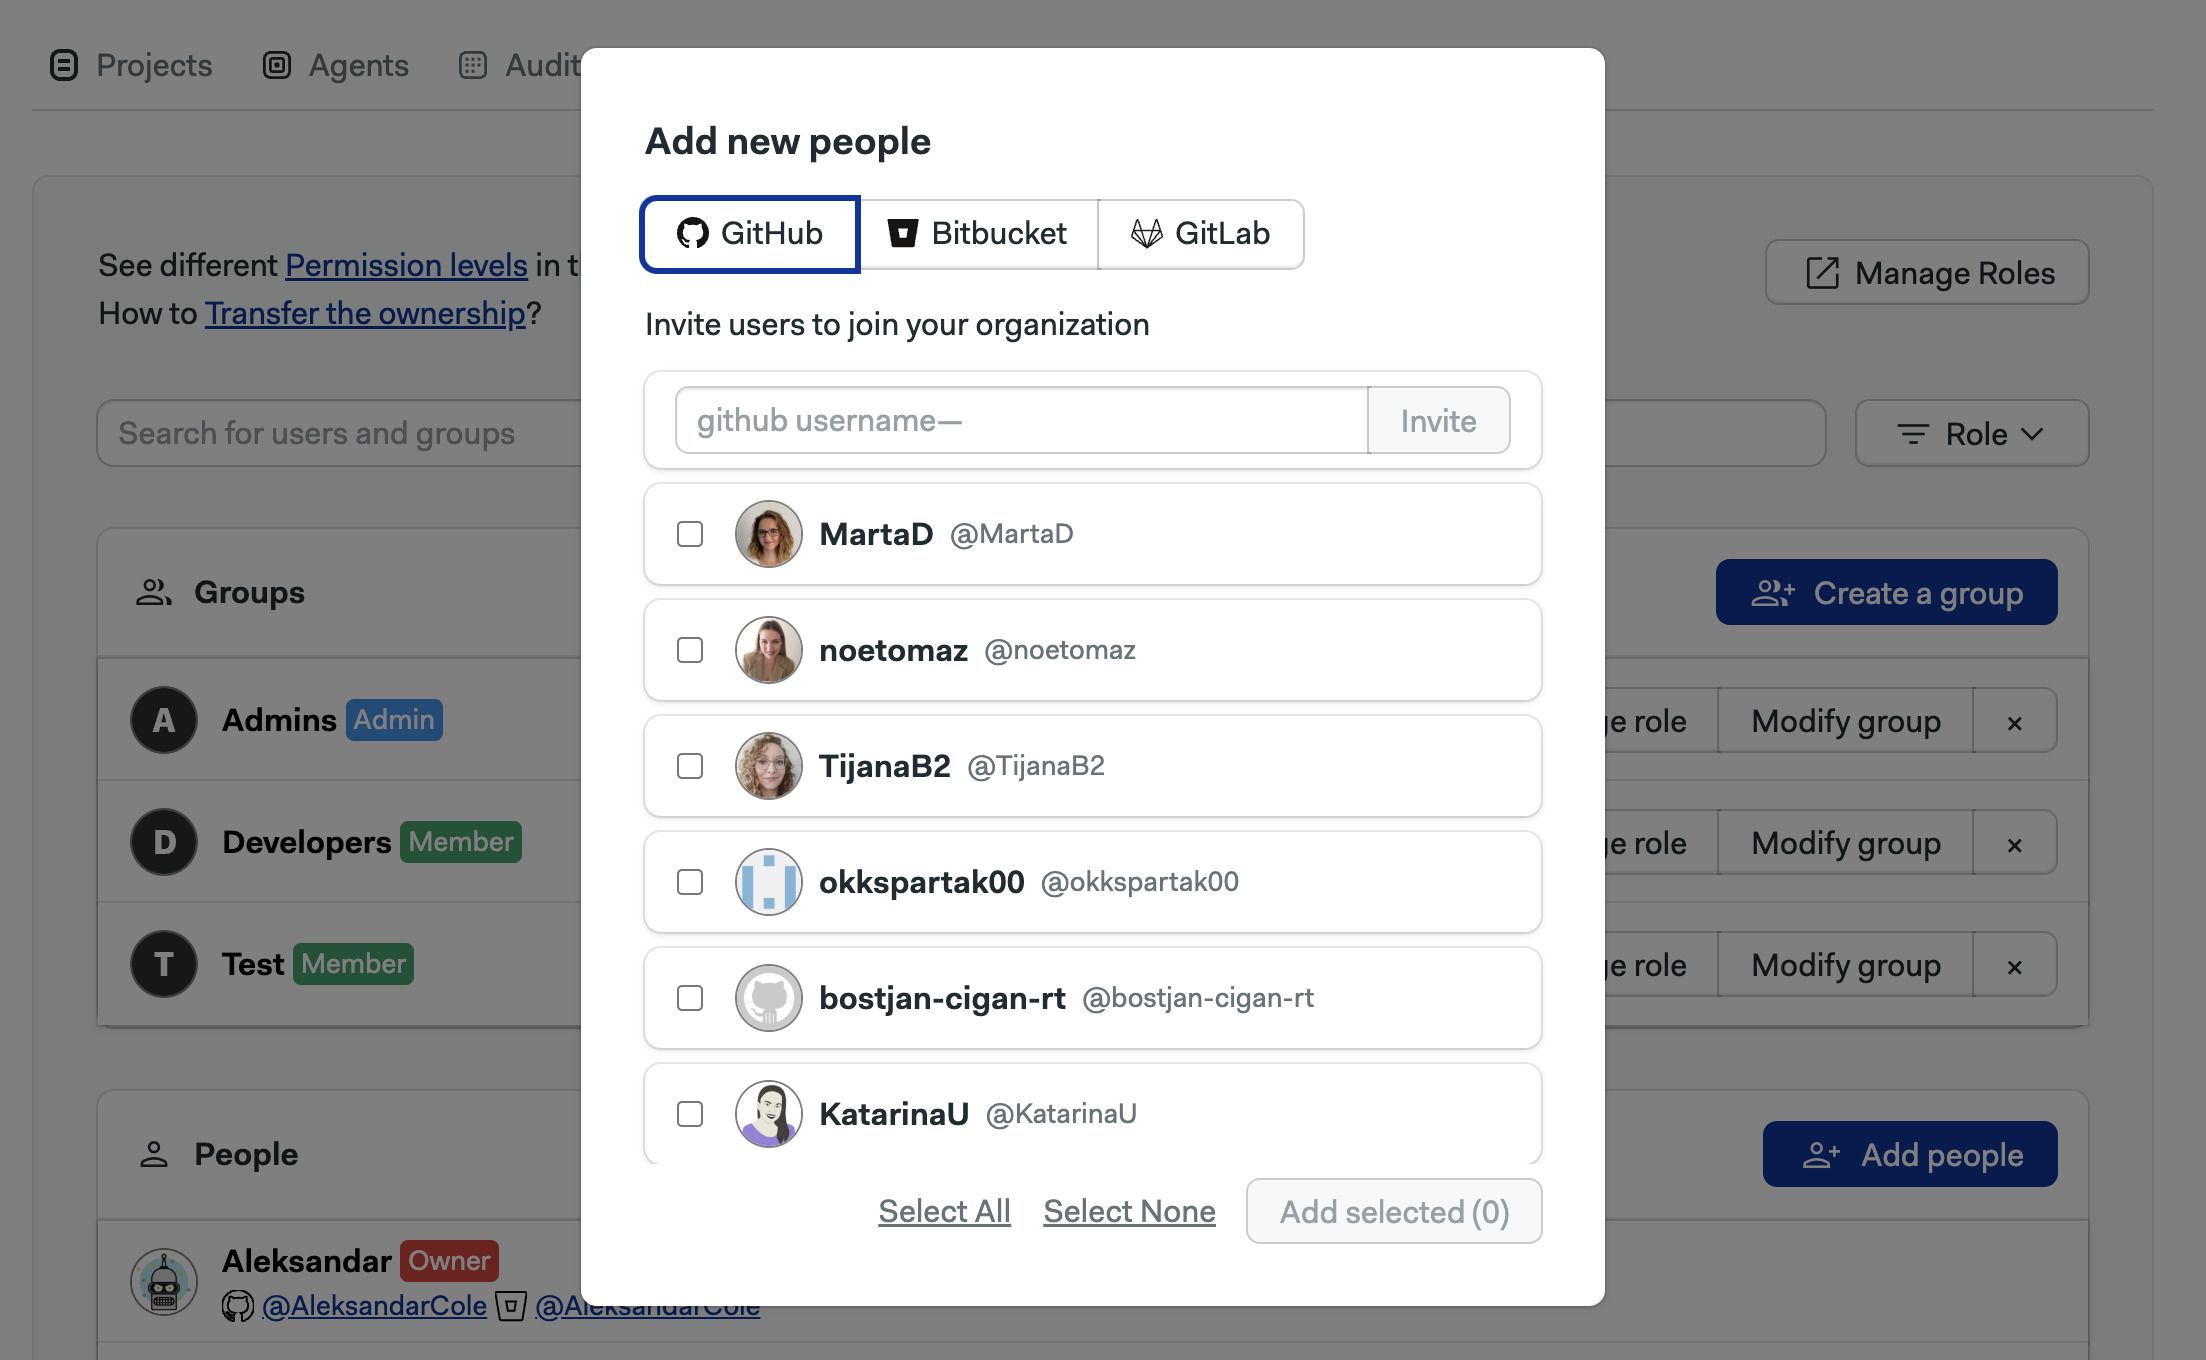 Projects Agents Audit
Add new people
GitHub Bitbucket GitLab
See different Permission levels in t
How to Transfer the ownership?
Manage Roles
Invite users to join your organization
Search for users and groups
github username—
Invite
Role
MartaD @MartaD
Groups
Create a group
noetomaz @noetomaz
A Admins Admin
ge role Modify group ×
TijanaB2 @TijanaB2
D Developers Member
ge role Modify group ×
okkspartak00 @okkspartak00
T Test Member
ge role Modify group ×
bostjan-cigan-rt @bostjan-cigan-rt
KatarinaU @KatarinaU
People
Add people
Select All Select None Add selected (0)
Aleksandar Owner
@AleksandarCole @AleksandarCole